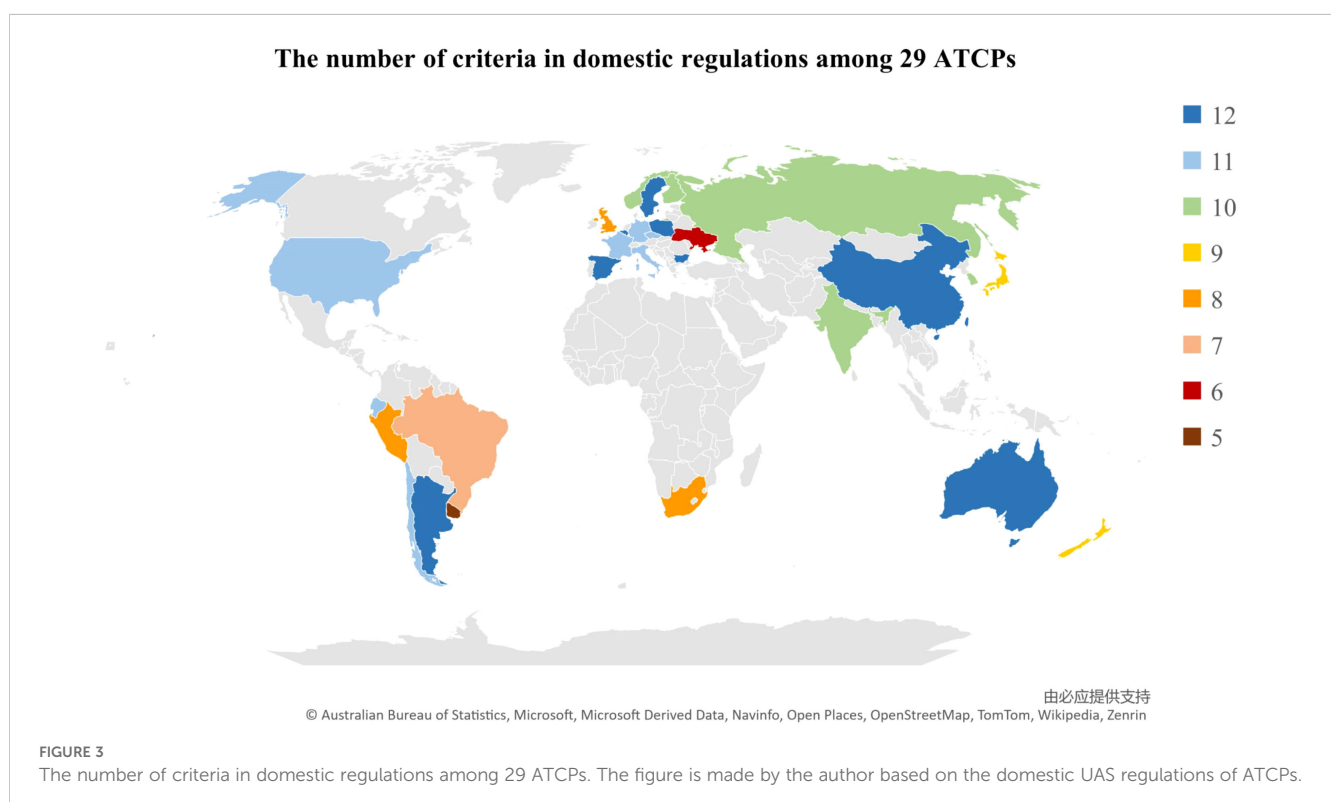 The number of criteria in domestic regulations among 29 ATCPs
12
11
10
9
8
7
6
5
由必应提供支持
© Australian Bureau of Statistics, Microsoft, Microsoft Derived Data, Navinfo, Open Places, OpenStreetMap, TomTom, Wikipedia, Zenrin
FIGURE 3
The number of criteria in domestic regulations among 29 ATCPs. The figure is made by the author based on the domestic UAS regulations of ATCPs.